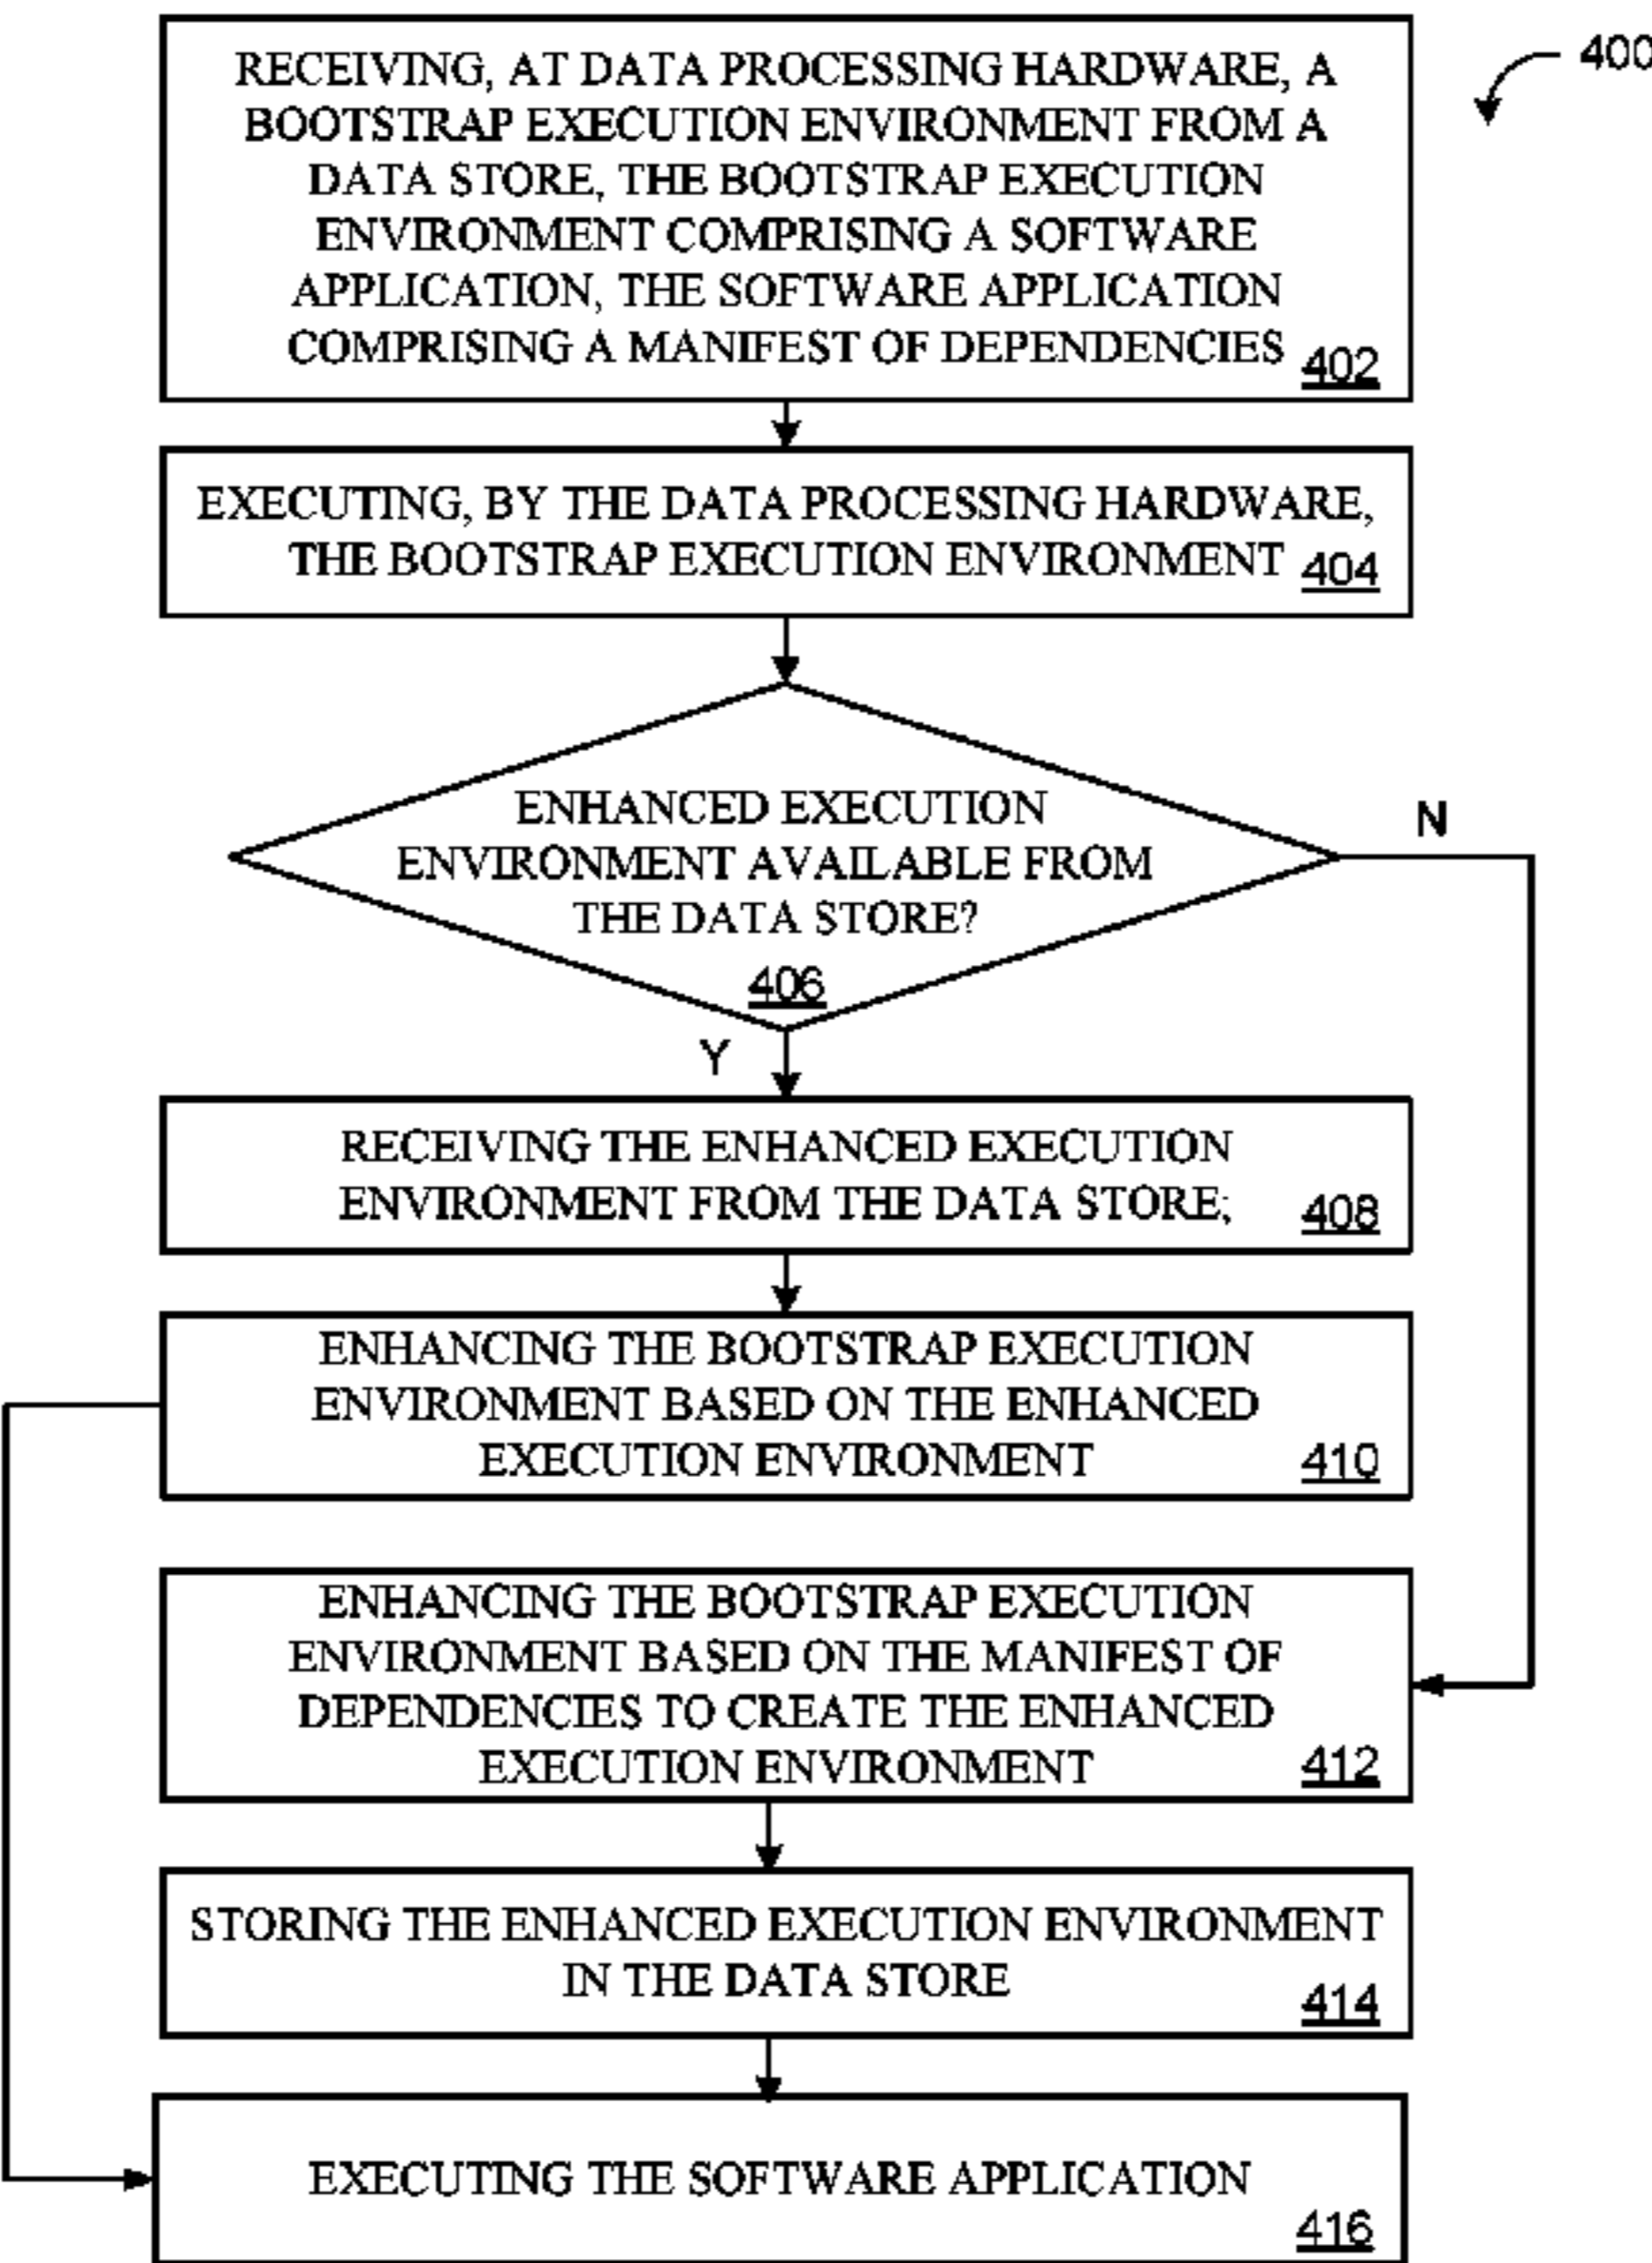 400
RECEIVING, AT DATA PROCESSING HARDWARE, A
BOOTSTRAP EXECUTION ENVIRONMENT FROM A
DATA STORE, THE BOOTSTRAP EXECUTION
ENVIRONMENT COMPRISING A SOFTWARE
APPLICATION, THE SOFTWARE APPLICATION
COMPRISING A MANIFEST OF DEPENDENCIES
402
EXECUTING, BY THE DATA PROCESSING HARDWARE,
THE BOOTSTRAP EXECUTION ENVIRONMENT
404
ENHANCED EXECUTION
ENVIRONMENT AVAILABLE FROM
THE DATA STORE?
406
N
Y
RECEIVING THE ENHANCED EXECUTION
ENVIRONMENT FROM THE DATA STORE;
408
ENHANCING THE BOOTSTRAP EXECUTION
ENVIRONMENT BASED ON THE ENHANCED
EXECUTION ENVIRONMENT
410
ENHANCING THE BOOTSTRAP EXECUTION
ENVIRONMENT BASED ON THE MANIFEST OF
DEPENDENCIES TO CREATE THE ENHANCED
EXECUTION ENVIRONMENT
412
STORING THE ENHANCED EXECUTION ENVIRONMENT
IN THE DATA STORE
414
EXECUTING THE SOFTWARE APPLICATION
416